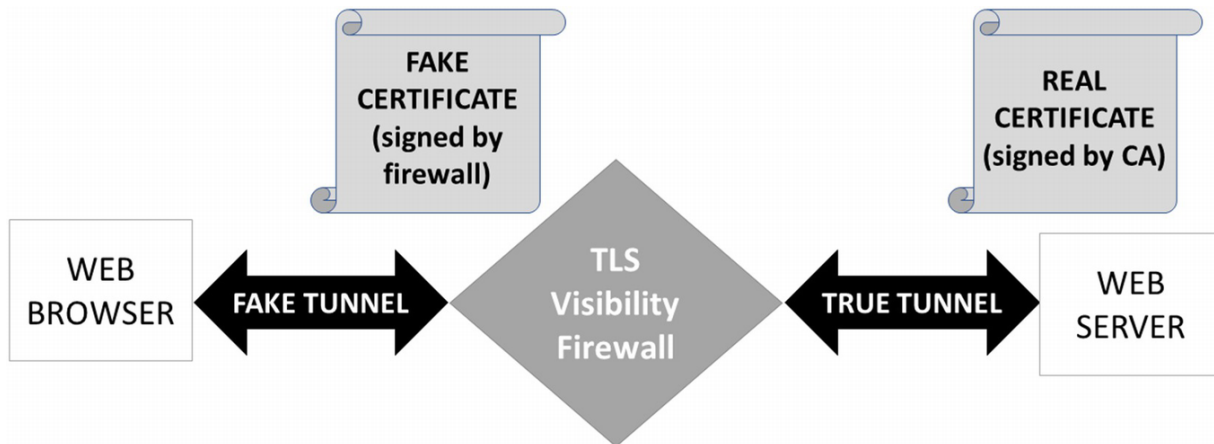 FAKE
CERTIFICATE
(signed by
firewall)
REAL
CERTIFICATE
(signed by CA)
WEB
BROWSER
FAKE TUNNEL
TLS
Visibility
Firewall
TRUE TUNNEL
WEB
SERVER